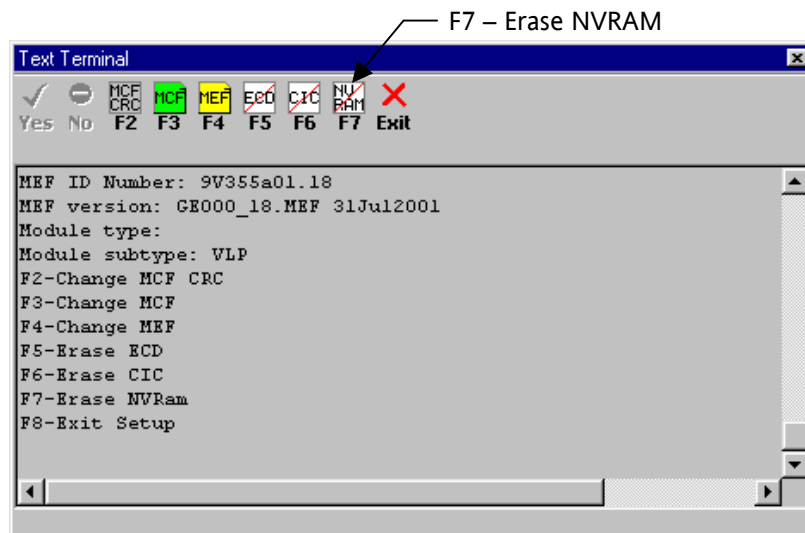 F7 – Erase NVRAM
Text Terminal
MCF CRC MCF MEF ECD CIC NV RAM
Yes No F2 F3 F4 F5 F6 F7 Exit
MEF ID Number: 9V355a01.18
MEF version: GE000_18.MEF 31Jul2001
Module type:
Module subtype: VLP
F2-Change MCF CRC
F3-Change MCF
F4-Change MEF
F5-Erase ECD
F6-Erase CIC
F7-Erase NVRam
F8-Exit Setup